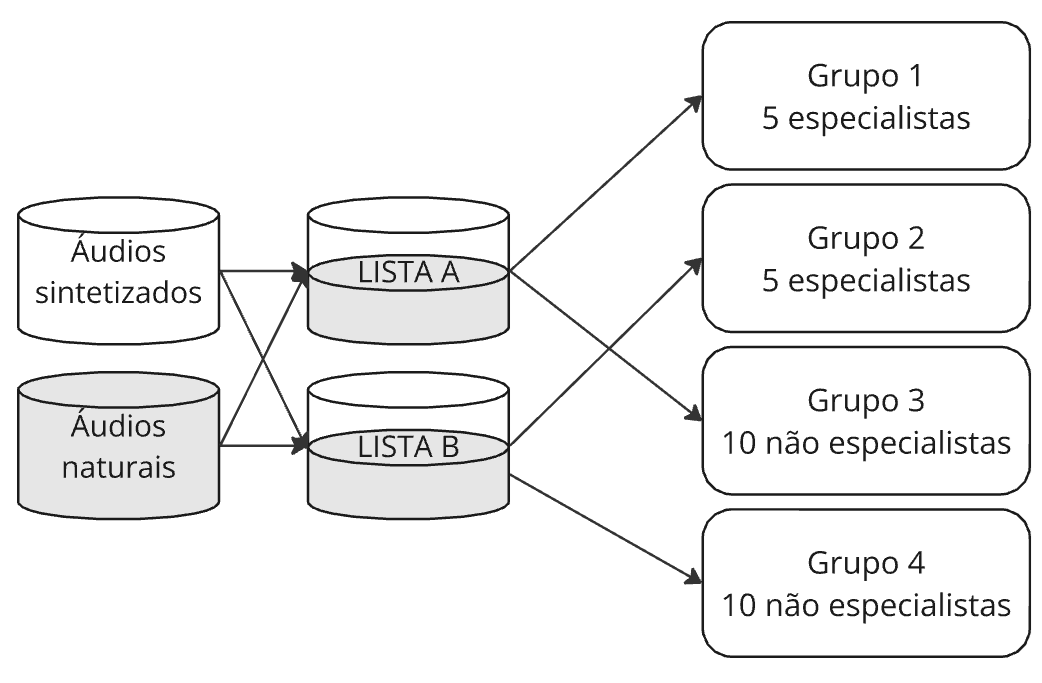 Áudios
sintetizados
Áudios
naturais
LISTA A
LISTA B
Grupo 1
5 especialistas
Grupo 2
5 especialistas
Grupo 3
10 não especialistas
Grupo 4
10 não especialistas